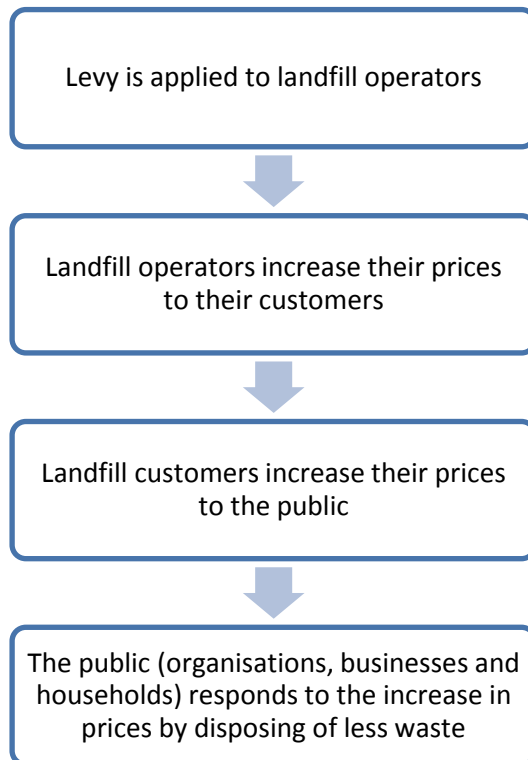 Levy is applied to landfill operators
Landfill operators increase their prices
to their customers
Landfill customers increase their prices
to the public
The public (organisations, businesses and
households) responds to the increase in
prices by disposing of less waste